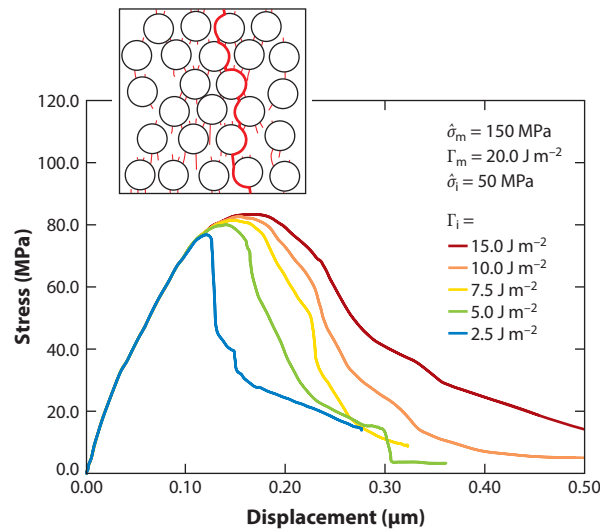 120.0
100.0
80.0
60.0
40.0
20.0
0.0
Stress (MPa)
σ̂m = 150 MPa
Γm = 20.0 J m−2
σ̂i = 50 MPa
Γi =
15.0 J m−2
10.0 J m−2
7.5 J m−2
5.0 J m−2
2.5 J m−2
0.00 0.10 0.20 0.30 0.40 0.50
Displacement (μm)